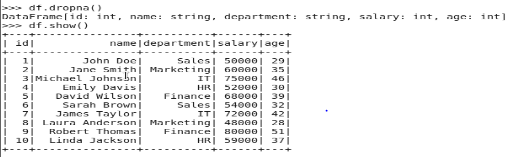 >>> df.dropna()
DataFrame[id: int, name: string, department: string, salary: int, age: int]
>>> df.show()
+---+---------------+----------+------+---+
| id|           name|department|salary|age|
+---+---------------+----------+------+---+
|  1|       John Doe|     Sales| 50000| 29|
|  2|     Jane Smith| Marketing| 60000| 35|
|  3|Michael Johnson|        IT| 75000| 46|
|  4|    Emily Davis|        HR| 52000| 30|
|  5|   David Wilson|   Finance| 68000| 39|
|  6|    Sarah Brown|     Sales| 54000| 32|
|  7|   James Taylor|        IT| 72000| 42|
|  8| Laura Anderson| Marketing| 48000| 28|
|  9|  Robert Thomas|   Finance| 80000| 51|
| 10|  Linda Jackson|        HR| 59000| 37|
+---+---------------+----------+------+---+